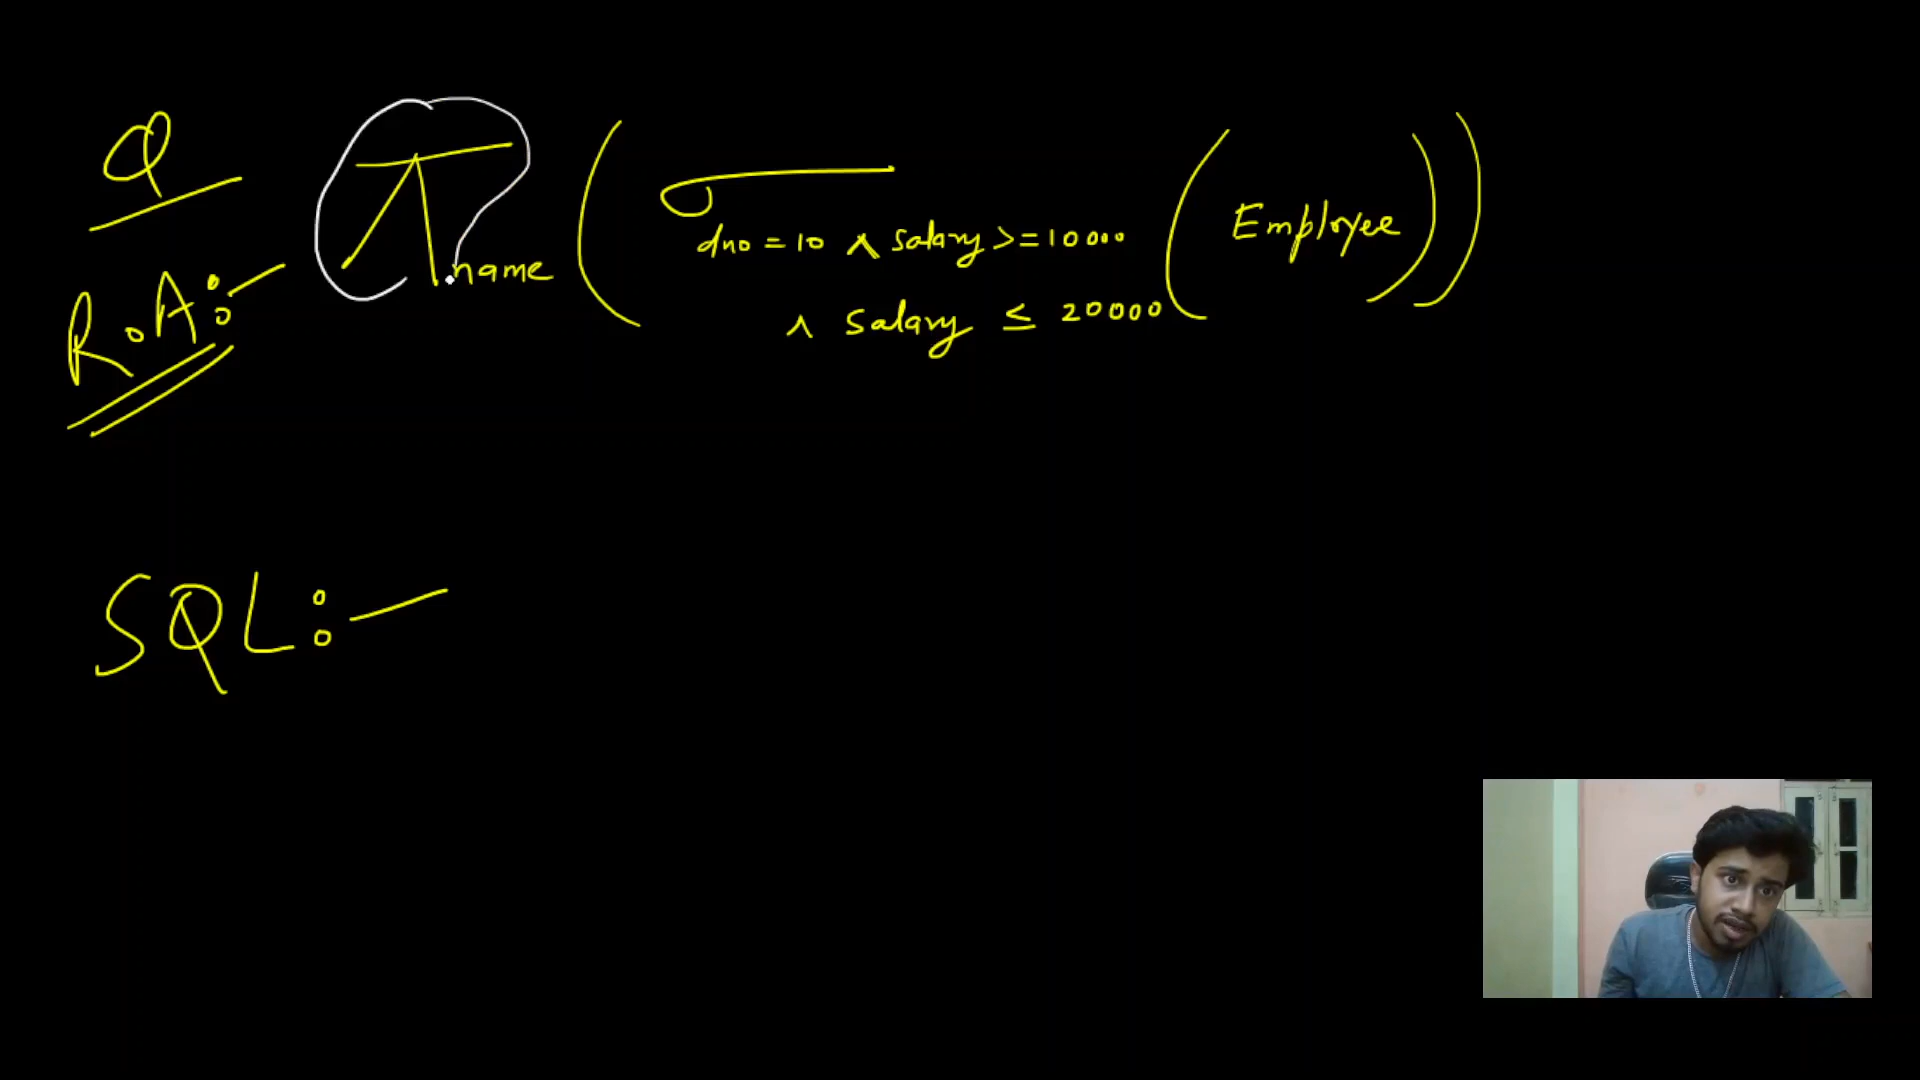 Q
R.A:- π name ( σ dno = 10 ∧ salary >= 10000 ( Employee ) )
∧ salary ≤ 20000
SQL:-